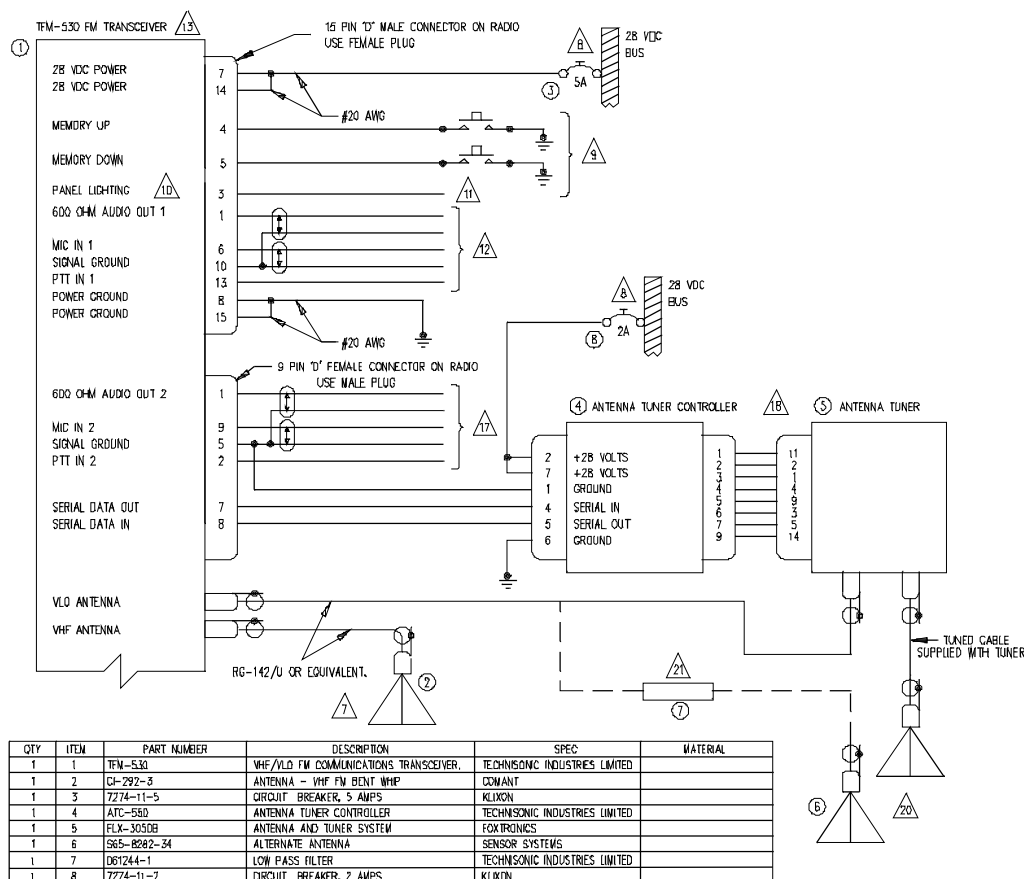 TFM-530 FM TRANSCEIVER 13
1
15 PIN 'D' MALE CONNECTOR ON RADIO
USE FEMALE PLUG
28 VDC
BUS
8
3
5A
28 VDC POWER 7
28 VDC POWER 14
#20 AWG
MEMORY UP 4
MEMORY DOWN 5
9
PANEL LIGHTING 10 3
11
600 OHM AUDIO OUT 1 1
MIC IN 1 6
SIGNAL GROUND 10
PTT IN 1 13
12
POWER GROUND 8
POWER GROUND 15
#20 AWG
28 VDC
BUS
8
8
2A
9 PIN 'D' FEMALE CONNECTOR ON RADIO
USE MALE PLUG
600 OHM AUDIO OUT 2 1
MIC IN 2 9
SIGNAL GROUND 5
PTT IN 2 2
17
SERIAL DATA OUT 7
SERIAL DATA IN 8
4 ANTENNA TUNER CONTROLLER
18
5 ANTENNA TUNER
2 +28 VOLTS
7 +28 VOLTS
1 GROUND
4 SERIAL IN
5 SERIAL OUT
6 GROUND
1 11
2 2
3 1
4 4
5 9
6 3
7 5
9 14
VLO ANTENNA
VHF ANTENNA
RG-142/U OR EQUIVALENT.
7
2
21
7
TUNED CABLE
SUPPLIED WITH TUNER
6
20
QTY ITEM PART NUMBER DESCRIPTION SPEC MATERIAL
1 1 TFM-530 VHF/VLO FM COMMUNICATIONS TRANSCEIVER, TECHNISONIC INDUSTRIES LIMITED
1 2 CI-292-3 ANTENNA - VHF FM BENT WHIP COMANT
1 3 7274-11-5 CIRCUIT BREAKER, 5 AMPS KLIXON
1 4 ATC-550 ANTENNA TUNER CONTROLLER TECHNISONIC INDUSTRIES LIMITED
1 5 FLX-305DB ANTENNA AND TUNER SYSTEM FOXTRONICS
1 6 S65-8282-34 ALTERNATE ANTENNA SENSOR SYSTEMS
1 7 D61244-1 LOW PASS FILTER TECHNISONIC INDUSTRIES LIMITED
1 8 7274-11-2 CIRCUIT BREAKER, 2 AMPS KLIXON